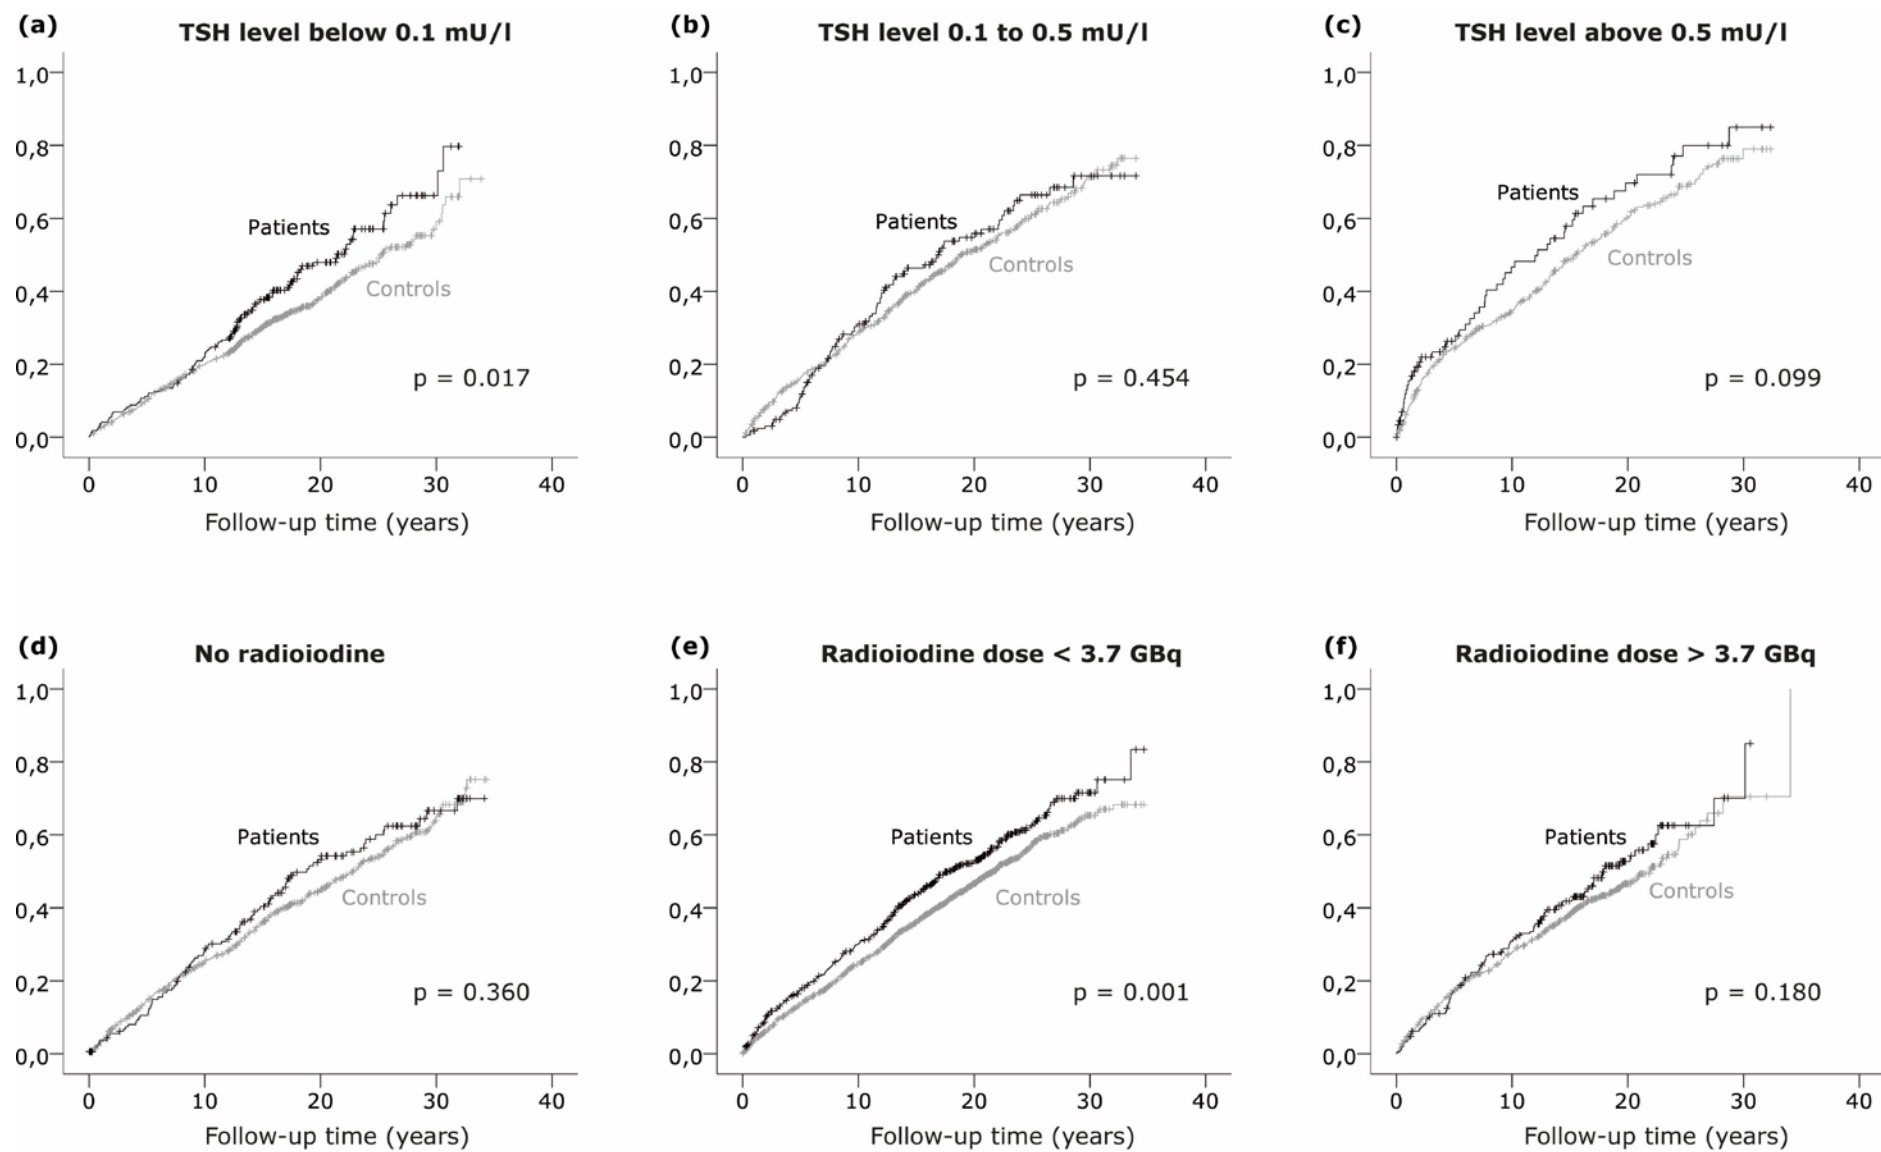 (a) TSH level below 0.1 mU/l
1,0
0,8
0,6
0,4
0,2
0,0
Patients
Controls
p = 0.017
0 10 20 30 40
Follow-up time (years)
(b) TSH level 0.1 to 0.5 mU/l
1,0
0,8
0,6
0,4
0,2
0,0
Patients
Controls
p = 0.454
0 10 20 30 40
Follow-up time (years)
(c) TSH level above 0.5 mU/l
1,0
0,8
0,6
0,4
0,2
0,0
Patients
Controls
p = 0.099
0 10 20 30 40
Follow-up time (years)
(d) No radioiodine
1,0
0,8
0,6
0,4
0,2
0,0
Patients
Controls
p = 0.360
0 10 20 30 40
Follow-up time (years)
(e) Radioiodine dose < 3.7 GBq
1,0
0,8
0,6
0,4
0,2
0,0
Patients
Controls
p = 0.001
0 10 20 30 40
Follow-up time (years)
(f) Radioiodine dose > 3.7 GBq
1,0
0,8
0,6
0,4
0,2
0,0
Patients
Controls
p = 0.180
0 10 20 30 40
Follow-up time (years)